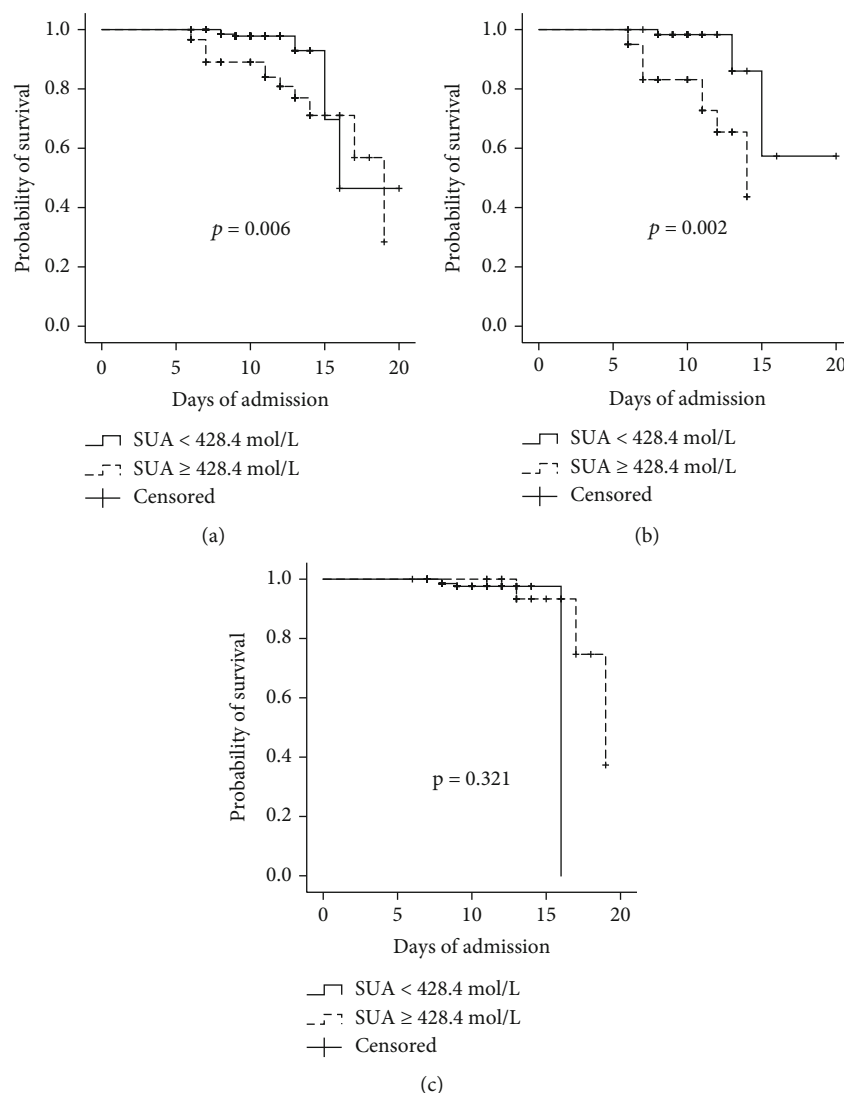 1.0
0.8
0.6
0.4
0.2
0.0
Probability of survival
p = 0.006
0 5 10 15 20
Days of admission
SUA < 428.4 mol/L
SUA ≥ 428.4 mol/L
Censored
(a)
1.0
0.8
0.6
0.4
0.2
0.0
Probability of survival
p = 0.002
0 5 10 15 20
Days of admission
SUA < 428.4 mol/L
SUA ≥ 428.4 mol/L
Censored
(b)
1.0
0.8
0.6
0.4
0.2
0.0
Probability of survival
p = 0.321
0 5 10 15 20
Days of admission
SUA < 428.4 mol/L
SUA ≥ 428.4 mol/L
Censored
(c)